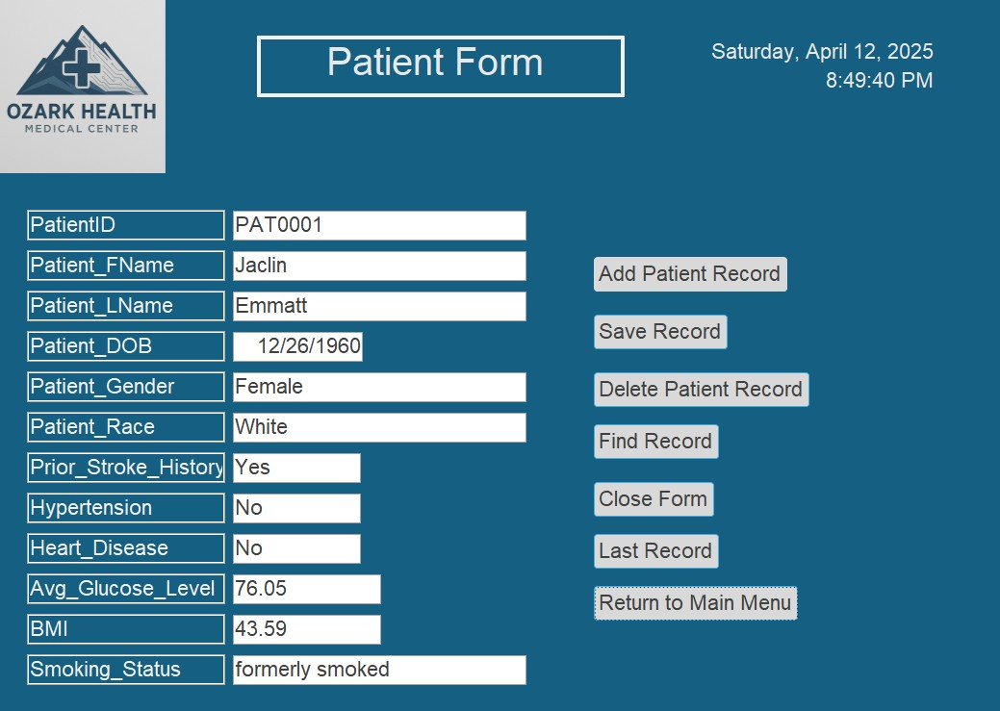 OZARK HEALTH
MEDICAL CENTER
Patient Form
Saturday, April 12, 2025
8:49:40 PM
PatientID PAT0001
Patient_FName Jaclin
Patient_LName Emmatt
Patient_DOB 12/26/1960
Patient_Gender Female
Patient_Race White
Prior_Stroke_History Yes
Hypertension No
Heart_Disease No
Avg_Glucose_Level 76.05
BMI 43.59
Smoking_Status formerly smoked
Add Patient Record
Save Record
Delete Patient Record
Find Record
Close Form
Last Record
Return to Main Menu